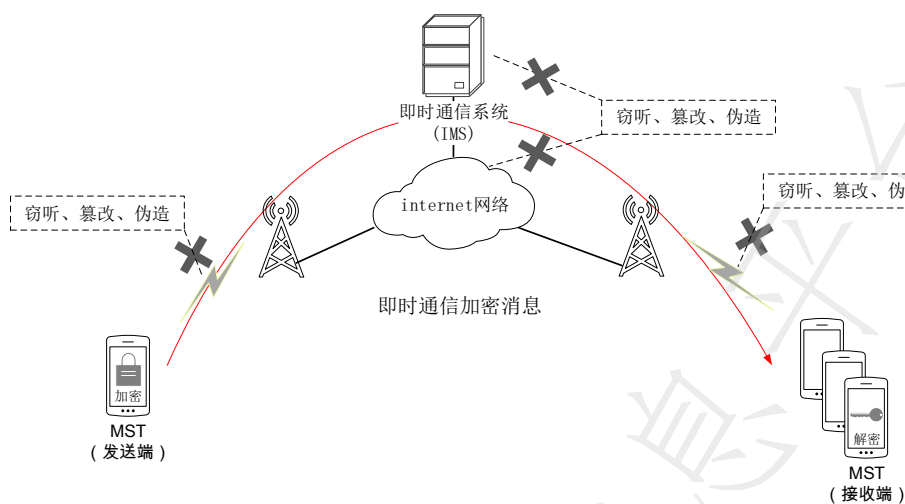 即时通信系统
(IMS)
窃听、篡改、伪造
internet网络
窃听、篡改、伪造
窃听、篡改、伪
即时通信加密消息
加密
MST
（发送端）
解密
MST
（接收端）